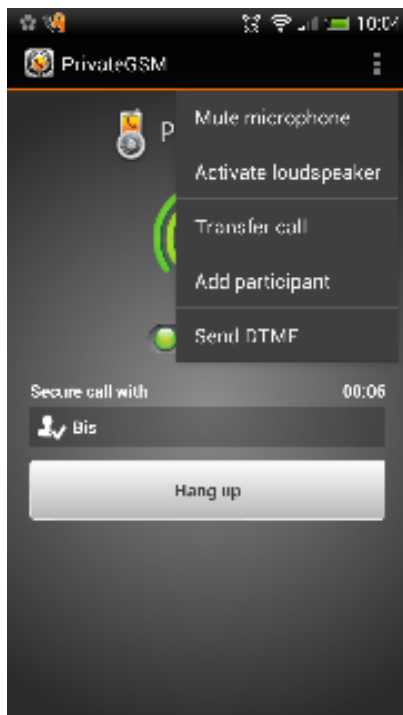 10:04
PrivateGSM
P
Mute microphone
Activate loudspeaker
Transfer call
Add participant
Send DTMF
Secure call with 00:06
Bis
Hang up